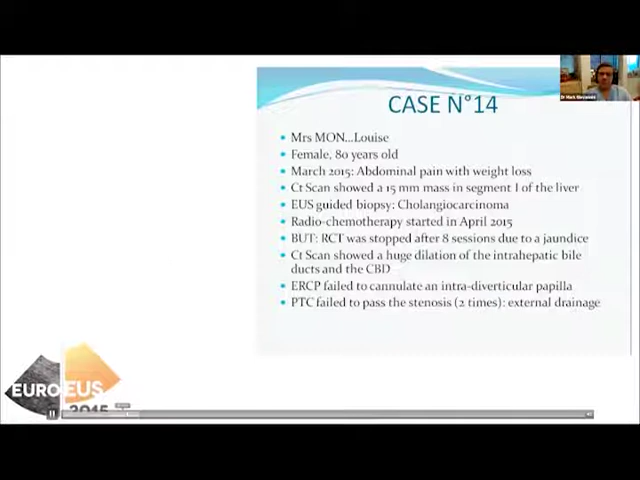 CASE N°14
Mrs MON...Louise
Female, 80 years old
March 2015: Abdominal pain with weight loss
Ct Scan showed a 15 mm mass in segment I of the liver
EUS guided biopsy: Cholangiocarcinoma
Radio-chemotherapy started in April 2015
BUT: RCT was stopped after 8 sessions due to a jaundice
Ct Scan showed a huge dilation of the intrahepatic bile
ducts and the CBD
ERCP failed to cannulate an intra-diverticular papilla
PTC failed to pass the stenosis (2 times): external drainage
EURO EUS
2015